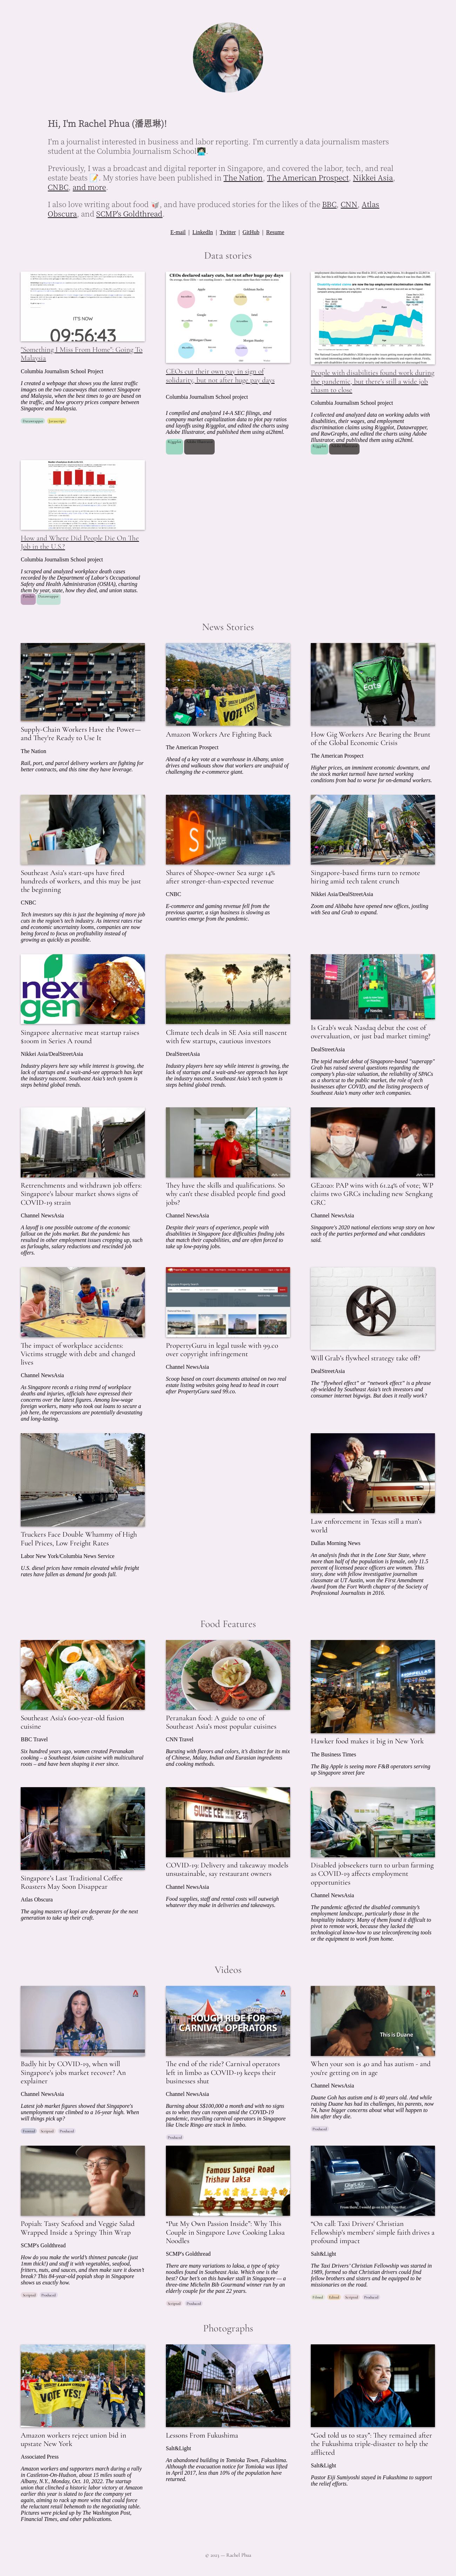 Hi, I'm Rachel Phua (潘恩琳)!
I'm a journalist interested in business and labor reporting. I'm currently a data journalism masters
student at the Columbia Journalism School
Previously, I was a broadcast and digital reporter in Singapore, and covered the labor, tech, and real
estate beats 📝. My stories have been published in The Nation, The American Prospect, Nikkei Asia,
CNBC, and more.
I also love writing about food, and have produced stories for the likes of the BBC, CNN, Atlas
Obscura, and SCMP's Goldthread.
E-mail | LinkedIn | Twitter | GitHub | Resume
Data stories
IT'S NOW
09:56:43
"Something I Miss From Home": Going To
Malaysia
Columbia Journalism School Project
I created a webpage that shows you the latest traffic
images on the two causeways that connect Singapore
and Malaysia, when the best times to go are based on
the traffic, and how grocery prices compares between
Singapore and Malaysia.
Datawrapper Javascript
CEOs declared salary cuts, but not after huge pay days
CEOs cut their own pay in sign of
solidarity, but not after huge pay days
Columbia Journalism School project
I compiled and analyzed 14-A SEC filings, and
company market capitalization data to plot pay ratios
and layoffs using R/ggplot, and edited the charts using
Adobe Illustrator, and published them using ai2html.
R/ggplot
People with disabilities found work during
the pandemic, but there's still a wide job
chasm to close
Columbia Journalism School project
I collected and analyzed data on working adults with
disabilities, their wages, and employment
discrimination claims using R/ggplot, Datawrapper,
and RawGraphs, and edited the charts using Adobe
Illustrator, and published them using ai2html.
R/ggplot
How and Where Did People Die On The
Job in the U.S.?
Columbia Journalism School project
I scraped and analyzed workplace death cases
recorded by the Department of Labor's Occupational
Safety and Health Administration (OSHA), charting
them by year, state, how they died, and union status.
Pandas Datawrapper
News Stories
Supply-Chain Workers Have the Power—
and They're Ready to Use It
The Nation
Rail, port, and parcel delivery workers are fighting for
better contracts, and this time they have leverage.
VOTE YES!
Amazon Workers Are Fighting Back
The American Prospect
Ahead of a key vote at a warehouse in Albany, union
drives and walkouts show that workers are unafraid of
challenging the e-commerce giant.
Uber
Eats
How Gig Workers Are Bearing the Brunt
of the Global Economic Crisis
The American Prospect
Higher prices, an imminent economic downturn, and
the stock market turmoil have turned working
conditions from bad to worse for on-demand workers.
Southeast Asia's start-ups have fired
hundreds of workers, and this may be just
the beginning
CNBC
Tech investors say this is just the beginning of more job
cuts in the region's tech industry. As interest rates rise
and economic uncertainty looms, companies are now
being forced to focus on profitability instead of
growing as quickly as possible.
Shopee
Shares of Shopee-owner Sea surge 14%
after stronger-than-expected revenue
CNBC
E-commerce and gaming revenue fell from the
previous quarter, a sign business is slowing as
countries emerge from the pandemic.
Singapore-based firms turn to remote
hiring amid tech talent crunch
Nikkei Asia/DealStreetAsia
Zoom and Alibaba have opened new offices, jostling
with Sea and Grab to expand.
next
gen
Singapore alternative meat startup raises
$100m in Series A round
Nikkei Asia/DealStreetAsia
Industry players here say while interest is growing, the
lack of startups and a wait-and-see approach has kept
the industry nascent. Southeast Asia's tech system is
steps behind global trends.
Climate tech deals in SE Asia still nascent
with few startups, cautious investors
DealStreetAsia
Industry players here say while interest is growing, the
lack of startups and a wait-and-see approach has kept
the industry nascent. Southeast Asia's tech system is
steps behind global trends.
Is Grab's weak Nasdaq debut the cost of
overvaluation, or just bad market timing?
DealStreetAsia
The tepid market debut of Singapore-based "superapp"
Grab has raised several questions regarding the
company's plus-size valuation, the reliability of SPACs
as a shortcut to the public market, the role of tech
businesses after COVID, and the listing prospects of
Southeast Asia's many other tech companies.
Retrenchments and withdrawn job offers:
Singapore's labour market shows signs of
COVID-19 strain
Channel NewsAsia
A layoff is one possible outcome of the economic
fallout on the jobs market. But the pandemic has
resulted in other employment issues cropping up, such
as furloughs, salary reductions and rescinded job
offers.
They have the skills and qualifications. So
why can't these disabled people find good
jobs?
Channel NewsAsia
Despite their years of experience, people with
disabilities in Singapore face difficulties finding jobs
that match their capabilities, and are often forced to
take up low-paying jobs.
GE2020: PAP wins with 61.24% of vote; WP
claims two GRCs including new Sengkang
GRC
Channel NewsAsia
Singapore's 2020 national elections wrap story on how
each of the parties performed and what candidates
said.
The impact of workplace accidents:
Victims struggle with debt and changed
lives
Channel NewsAsia
As Singapore records a rising trend of workplace
deaths and injuries, officials have expressed their
concerns over the latest figures. Among low-wage
foreign workers, many who took out loans to secure a
job here, the repercussions are potentially devastating
and long-lasting.
PropertyGuru in legal tussle with 99.co
over copyright infringement
Channel NewsAsia
Scoop based on court documents attained on two real
estate listing websites going head to head in court
after PropertyGuru sued 99.co.
Will Grab's flywheel strategy take off?
DealStreetAsia
The "flywheel effect" or "network effect" is a phrase
oft-wielded by Southeast Asia's tech investors and
consumer internet bigwigs. But does it really work?
Truckers Face Double Whammy of High
Fuel Prices, Low Freight Rates
Labor New York/Columbia News Service
U.S. diesel prices have remain elevated while freight
rates have fallen as demand for goods fall.
SHERIFF
Law enforcement in Texas still a man's
world
Dallas Morning News
An analysis finds that in the Lone Star State, where
more than half of the population is female, only 11.5
percent of licensed peace officers are women. This
story, done with fellow investigative journalism
classmate at UT Austin, won the First Amendment
Award from the Fort Worth chapter of the Society of
Professional Journalists in 2016.
Food Features
Southeast Asia's 600-year-old fusion
cuisine
BBC Travel
Six hundred years ago, women created Peranakan
cooking – a Southeast Asian cuisine with multicultural
roots – and have been shaping it ever since.
Peranakan food: A guide to one of
Southeast Asia's most popular cuisines
CNN Travel
Bursting with flavors and colors, it's distinct for its mix
of Chinese, Malay, Indian and Eurasian ingredients
and cooking methods.
Hawker food makes it big in New York
The Business Times
The Big Apple is seeing more F&B operators serving
up Singapore street fare
Singapore's Last Traditional Coffee
Roasters May Soon Disappear
Atlas Obscura
The aging masters of kopi are desperate for the next
generation to take up their craft.
COVID-19: Delivery and takeaway models
unsustainable, say restaurant owners
Channel NewsAsia
Food supplies, staff and rental costs will outweigh
whatever they make in deliveries and takeaways.
Disabled jobseekers turn to urban farming
as COVID-19 affects employment
opportunities
Channel NewsAsia
The pandemic affected the disabled community's
employment landscape, particularly those in the
hospitality industry. Many of them found it difficult to
pivot to remote work, because they lacked the
technological know-how to use teleconferencing tools
or the equipment to work from home.
Videos
Badly hit by COVID-19, when will
Singapore's jobs market recover? An
explainer
Channel NewsAsia
Latest job market figures showed that Singapore's
unemployment rate climbed to a 16-year high. When
will things pick up?
Scripted Produced
ROUGH RIDE FOR
CARNIVAL OPERATORS
The end of the ride? Carnival operators
left in limbo as COVID-19 keeps their
businesses shut
Channel NewsAsia
Burning about S$100,000 a month and with no signs
as to when they can reopen amid the COVID-19
pandemic, travelling carnival operators in Singapore
like Uncle Ringo are stuck in limbo.
Produced
This is Duane
When your son is 40 and has autism - and
you're getting on in age
Channel NewsAsia
Duane Goh has autism and is 40 years old. And while
raising Duane has had its challenges, his parents, now
74, have bigger concerns about what will happen to
him after they die.
Produced
Popiah: Tasty Seafood and Veggie Salad
Wrapped Inside a Springy Thin Wrap
SCMP's Goldthread
How do you make the world's thinnest pancake (just
1mm thick) and stuff it with vegetables, seafood,
fritters, nuts, and sauces, and then make sure it doesn't
break? This 84-year-old popiah shop in Singapore
shows us exactly how.
Scripted Produced
Famous Sungei Road
Trishaw Laksa
"Put My Own Passion Inside": Why This
Couple in Singapore Love Cooking Laksa
Noodles
SCMP's Goldthread
There are many variations to laksa, a type of spicy
noodles found in Southeast Asia. Which one is the
best? Our bet's on this hawker stall in Singapore — a
three-time Michelin Bib Gourmand winner run by an
elderly couple for the past 22 years.
Scripted Produced
"On call: Taxi Drivers' Christian
Fellowship's members' simple faith drives a
profound impact
Salt&Light
The Taxi Drivers' Christian Fellowship was started in
1989, formed so that Christian drivers could find
fellow brothers and sisters and be equipped to be
missionaries on the road.
Filmed Edited Scripted Produced
Photographs
VOTE YES!
Amazon workers reject union bid in
upstate New York
Associated Press
Amazon workers and supporters march during a rally
in Castleton-On-Hudson, about 15 miles south of
Albany, N.Y., Monday, Oct. 10, 2022. The startup
union that clinched a historic labor victory at Amazon
earlier this year is slated to face the company yet
again, aiming to rack up more wins that could force
the reluctant retail behemoth to the negotiating table.
Pictures were picked up by The Washington Post,
Financial Times, and other publications.
Lessons From Fukushima
Salt&Light
An abandoned building in Tomioka Town, Fukushima.
Although the evacuation notice for Tomioka was lifted
in April 2017, less than 10% of the population have
returned.
"God told us to stay": They remained after
the Fukushima triple-disaster to help the
afflicted
Salt&Light
Pastor Eiji Sumiyoshi stayed in Fukushima to support
the relief efforts.
© 2023 — Rachel Phua